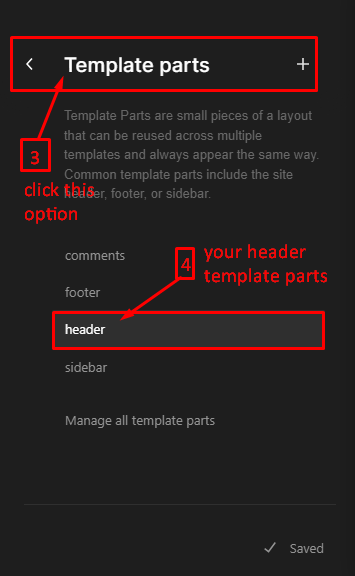 Template parts
Template Parts are small pieces of a layout
that can be reused across multiple
3
templates and always appear the same way.
Common template parts include the site
header, footer, or sidebar.
click this
option
comments
4
your header
template parts
footer
header
sidebar
Manage all template parts
Saved